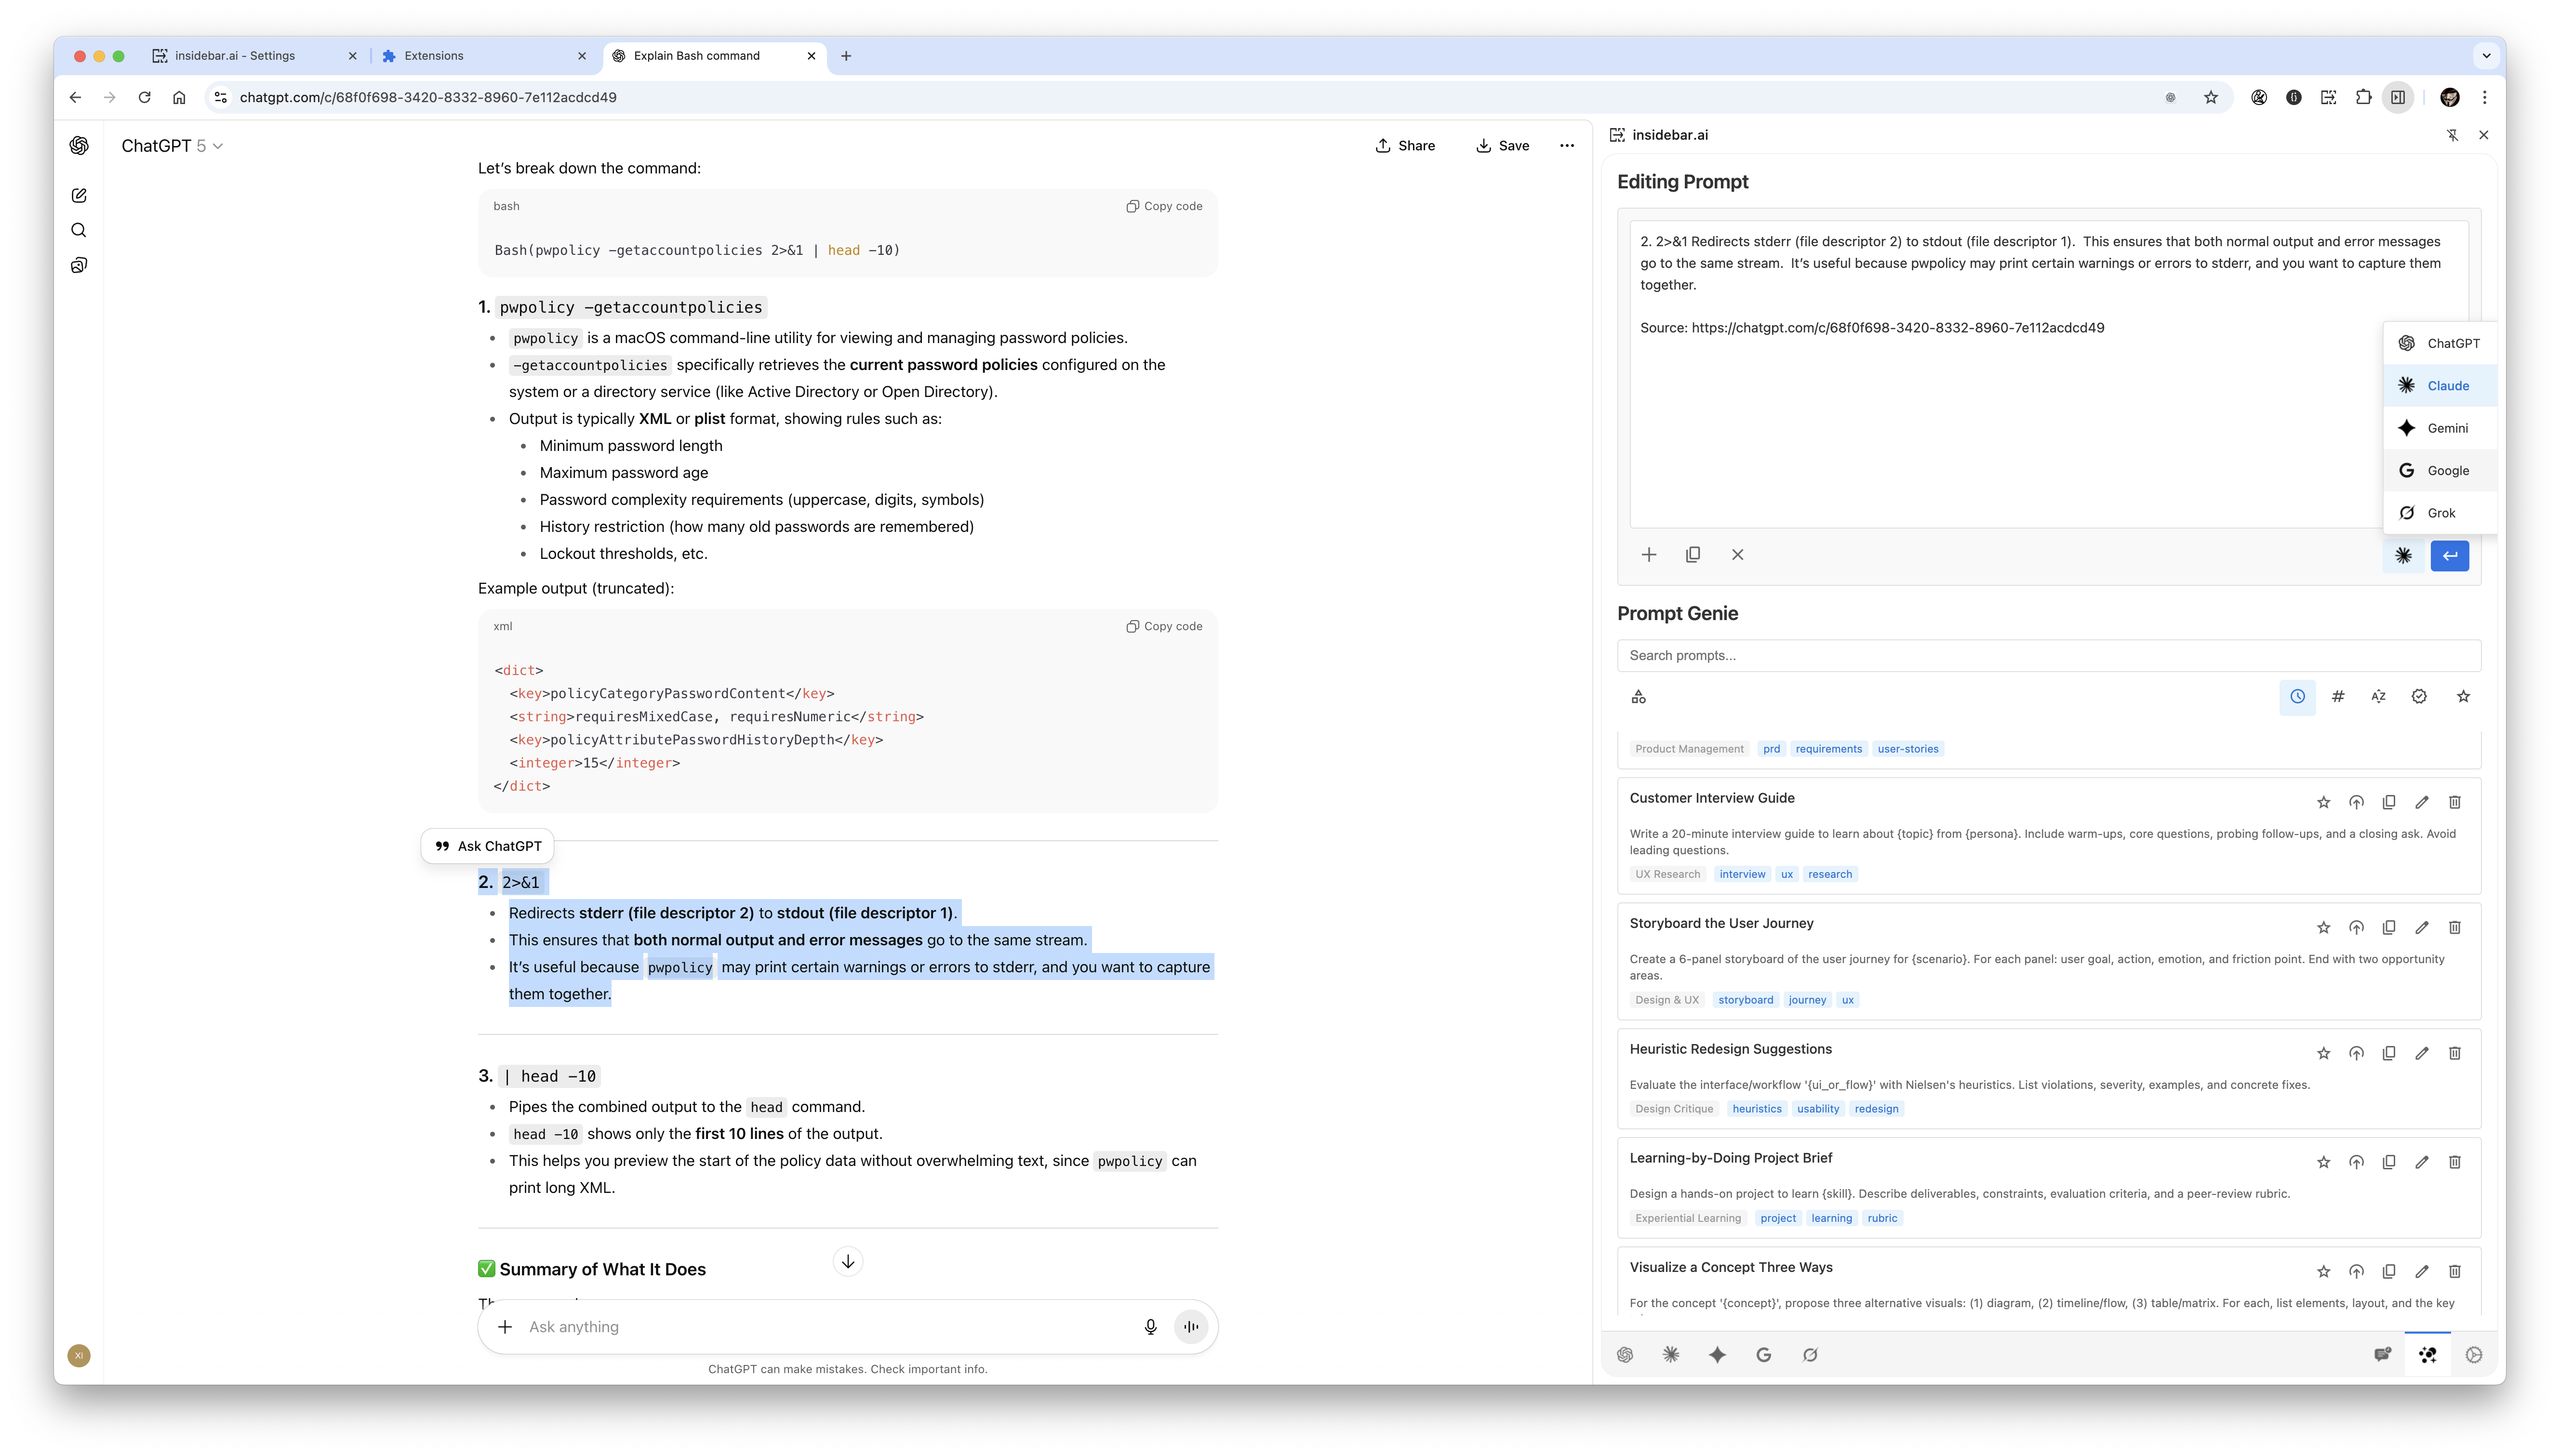 insidebar.ai - Settings
Extensions
Explain Bash command
chatgpt.com/c/68f0f698-3420-8332-8960-7e112acdcd49
ChatGPT 5
Share
Save
Let’s break down the command:
bash
Copy code
Bash(pwpolicy -getaccountpolicies 2>&1 | head -10)
1. pwpolicy -getaccountpolicies
• pwpolicy is a macOS command-line utility for viewing and managing password policies.
• -getaccountpolicies specifically retrieves the current password policies configured on the
system or a directory service (like Active Directory or Open Directory).
• Output is typically XML or plist format, showing rules such as:
• Minimum password length
• Maximum password age
• Password complexity requirements (uppercase, digits, symbols)
• History restriction (how many old passwords are remembered)
• Lockout thresholds, etc.
Example output (truncated):
xml
Copy code
<dict>
<key>policyCategoryPasswordContent</key>
<string>requiresMixedCase, requiresNumeric</string>
<key>policyAttributePasswordHistoryDepth</key>
<integer>15</integer>
</dict>
Ask ChatGPT
2. 2>&1
• Redirects stderr (file descriptor 2) to stdout (file descriptor 1).
• This ensures that both normal output and error messages go to the same stream.
• It’s useful because pwpolicy may print certain warnings or errors to stderr, and you want to capture
them together.
3. | head -10
• Pipes the combined output to the head command.
• head -10 shows only the first 10 lines of the output.
• This helps you preview the start of the policy data without overwhelming text, since pwpolicy can
print long XML.
✅ Summary of What It Does
Ask anything
ChatGPT can make mistakes. Check important info.
XI
insidebar.ai
Editing Prompt
2. 2>&1 Redirects stderr (file descriptor 2) to stdout (file descriptor 1).  This ensures that both normal output and error messages
go to the same stream.  It’s useful because pwpolicy may print certain warnings or errors to stderr, and you want to capture them
together.
Source: https://chatgpt.com/c/68f0f698-3420-8332-8960-7e112acdcd49
ChatGPT
Claude
Gemini
Google
Grok
Prompt Genie
Search prompts...
Product Management prd requirements user-stories
Customer Interview Guide
Write a 20-minute interview guide to learn about {topic} from {persona}. Include warm-ups, core questions, probing follow-ups, and a closing ask. Avoid
leading questions.
UX Research interview ux research
Storyboard the User Journey
Create a 6-panel storyboard of the user journey for {scenario}. For each panel: user goal, action, emotion, and friction point. End with two opportunity
areas.
Design & UX storyboard journey ux
Heuristic Redesign Suggestions
Evaluate the interface/workflow '{ui_or_flow}' with Nielsen's heuristics. List violations, severity, examples, and concrete fixes.
Design Critique heuristics usability redesign
Learning-by-Doing Project Brief
Design a hands-on project to learn {skill}. Describe deliverables, constraints, evaluation criteria, and a peer-review rubric.
Experiential Learning project learning rubric
Visualize a Concept Three Ways
For the concept '{concept}', propose three alternative visuals: (1) diagram, (2) timeline/flow, (3) table/matrix. For each, list elements, layout, and the key